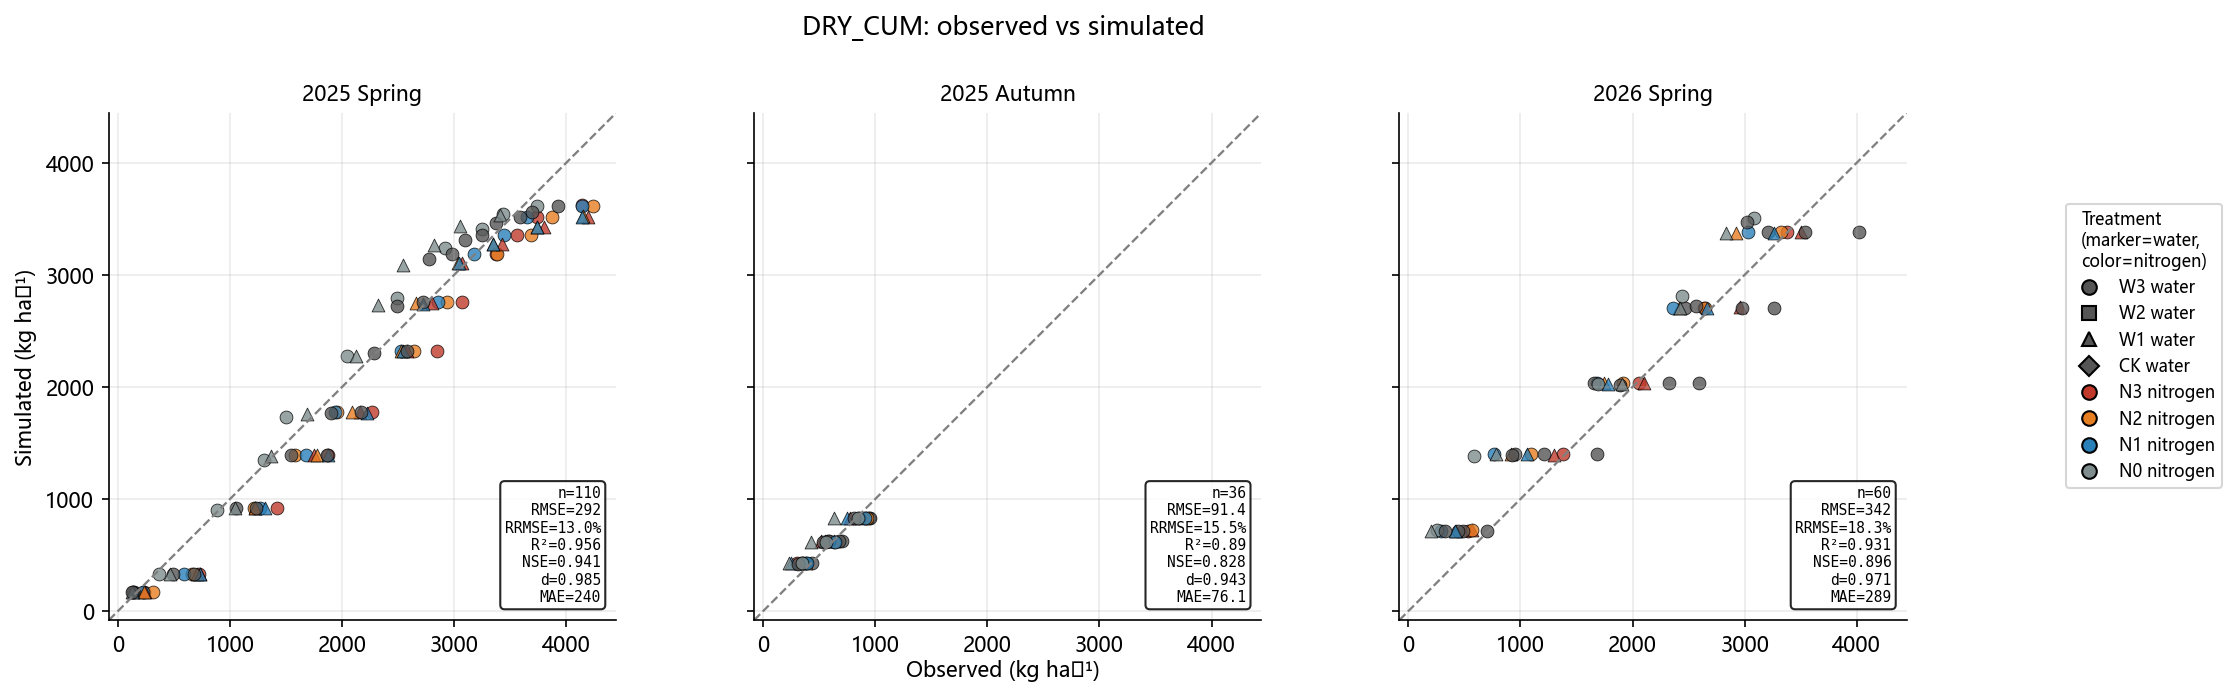 DRY_CUM: observed vs simulated
2025 Spring
2025 Autumn
2026 Spring
Simulated (kg ha□¹)
4000
3000
2000
1000
0
n=110
RMSE=292
RRMSE=13.0%
R²=0.956
NSE=0.941
d=0.985
MAE=240
n=36
RMSE=91.4
RRMSE=15.5%
R²=0.89
NSE=0.828
d=0.943
MAE=76.1
n=60
RMSE=342
RRMSE=18.3%
R²=0.931
NSE=0.896
d=0.971
MAE=289
0 1000 2000 3000 4000
0 1000 2000 3000 4000
0 1000 2000 3000 4000
Observed (kg ha□¹)
Treatment
(marker=water,
color=nitrogen)
W3 water
W2 water
W1 water
CK water
N3 nitrogen
N2 nitrogen
N1 nitrogen
N0 nitrogen